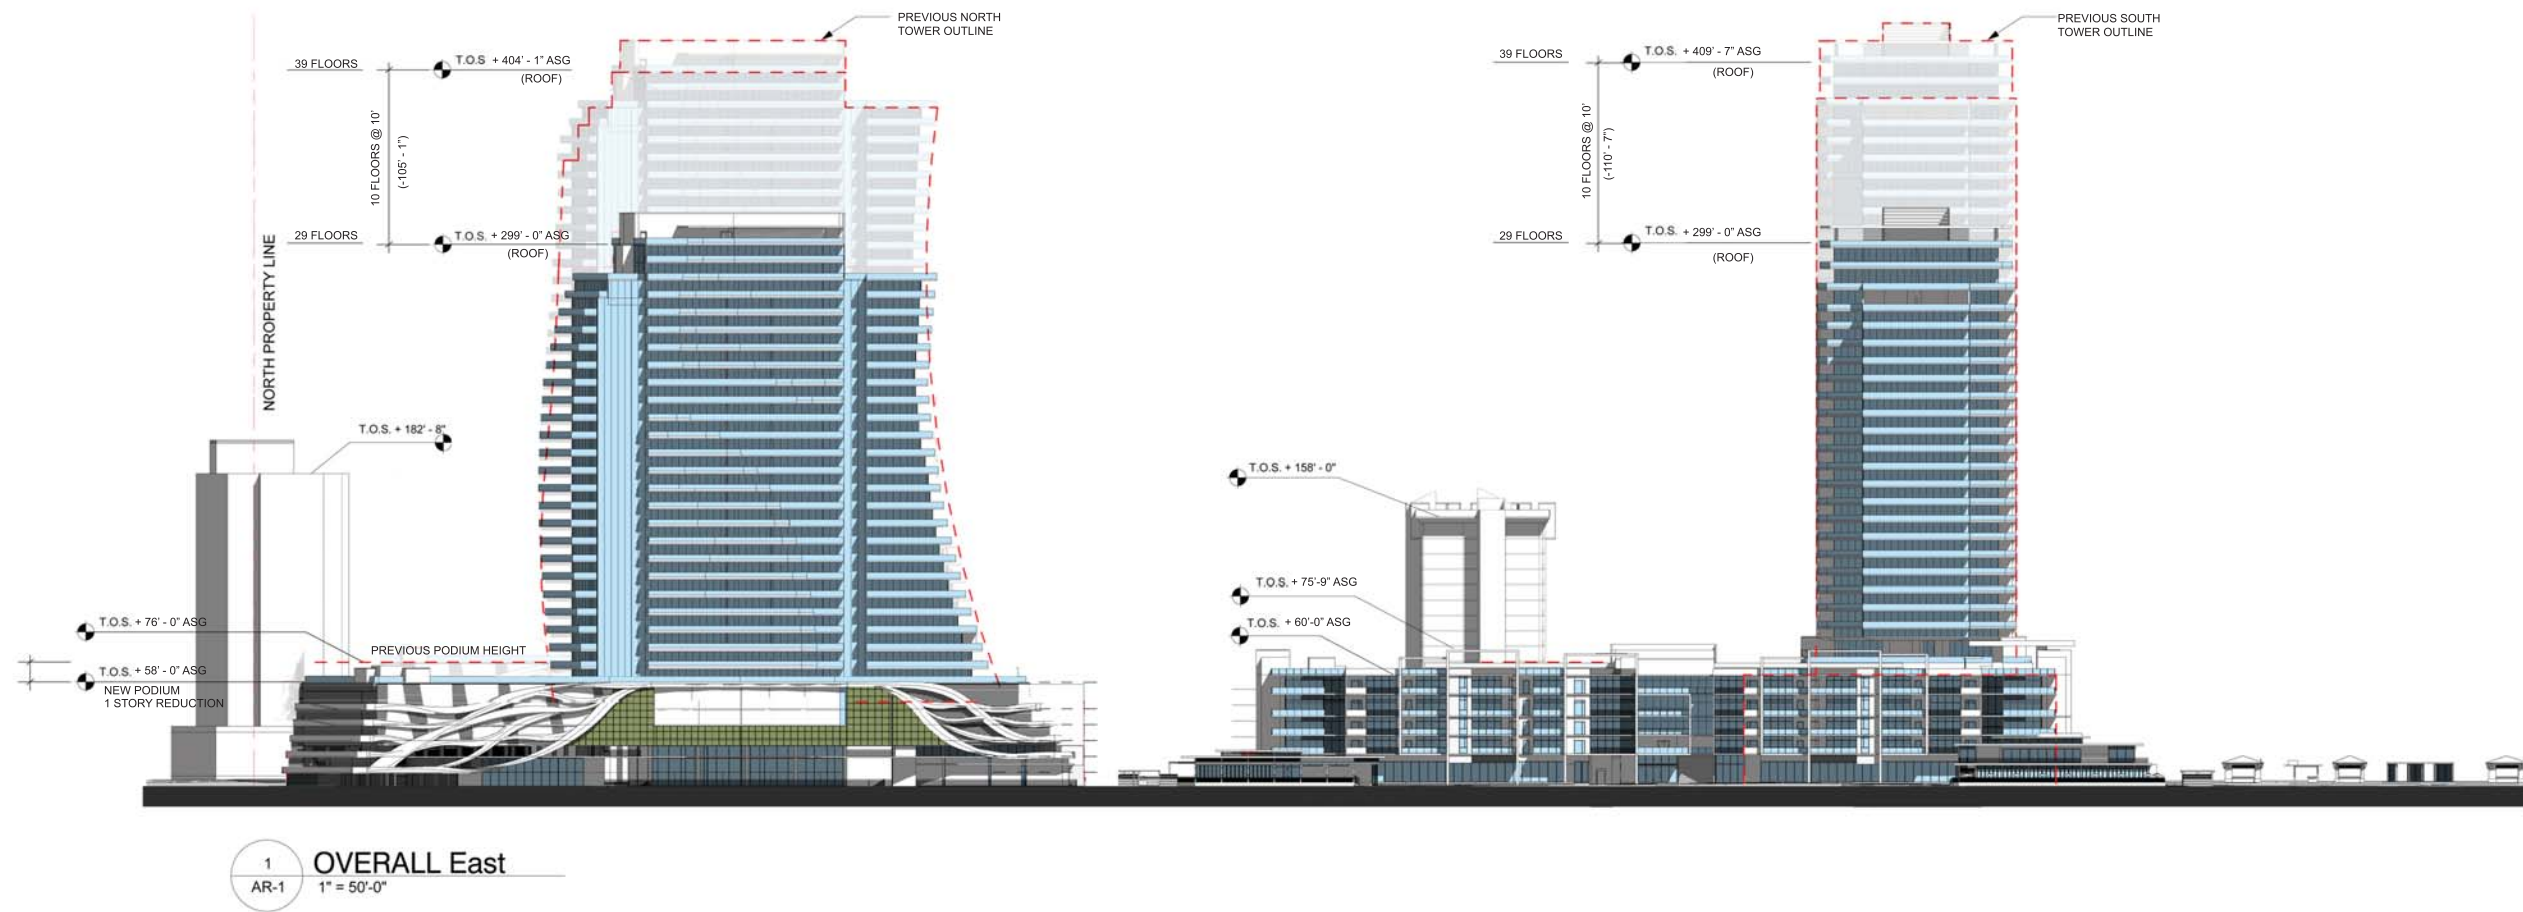 PREVIOUS NORTH
TOWER OUTLINE
39 FLOORS
T.O.S + 404' - 1" ASG
(ROOF)
10 FLOORS @ 10'
(-105' - 1")
29 FLOORS
T.O.S. + 299' - 0" ASG
(ROOF)
NORTH PROPERTY LINE
T.O.S. + 182' - 8"
T.O.S. + 76' - 0" ASG
PREVIOUS PODIUM HEIGHT
T.O.S. + 58' - 0" ASG
NEW PODIUM
1 STORY REDUCTION
PREVIOUS SOUTH
TOWER OUTLINE
39 FLOORS
T.O.S. + 409' - 7" ASG
(ROOF)
10 FLOORS @ 10'
(-110' - 7")
29 FLOORS
T.O.S. + 299' - 0" ASG
(ROOF)
T.O.S. + 158' - 0"
T.O.S. + 75'-9" ASG
T.O.S. + 60'-0" ASG
1
AR-1
OVERALL East
1" = 50'-0"